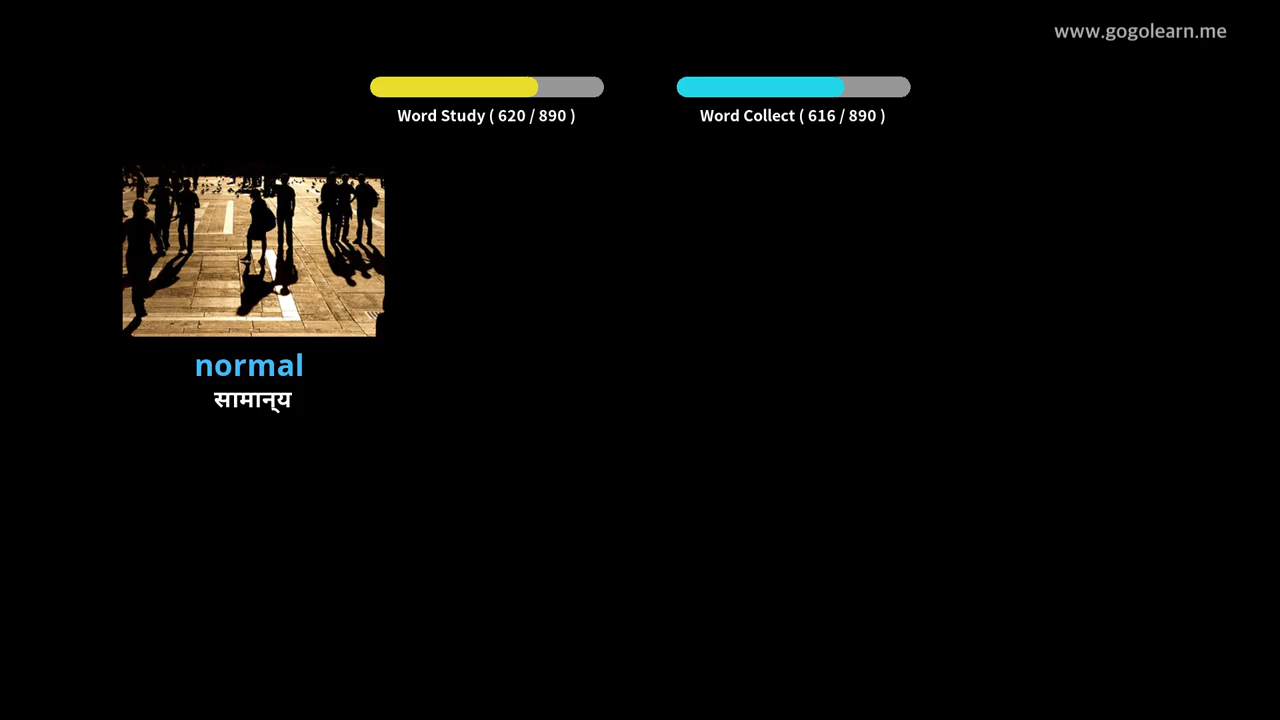 www.gogolearn.me
Word Study ( 620 / 890 )
Word Collect ( 616 / 890 )
normal
सामान्‌य